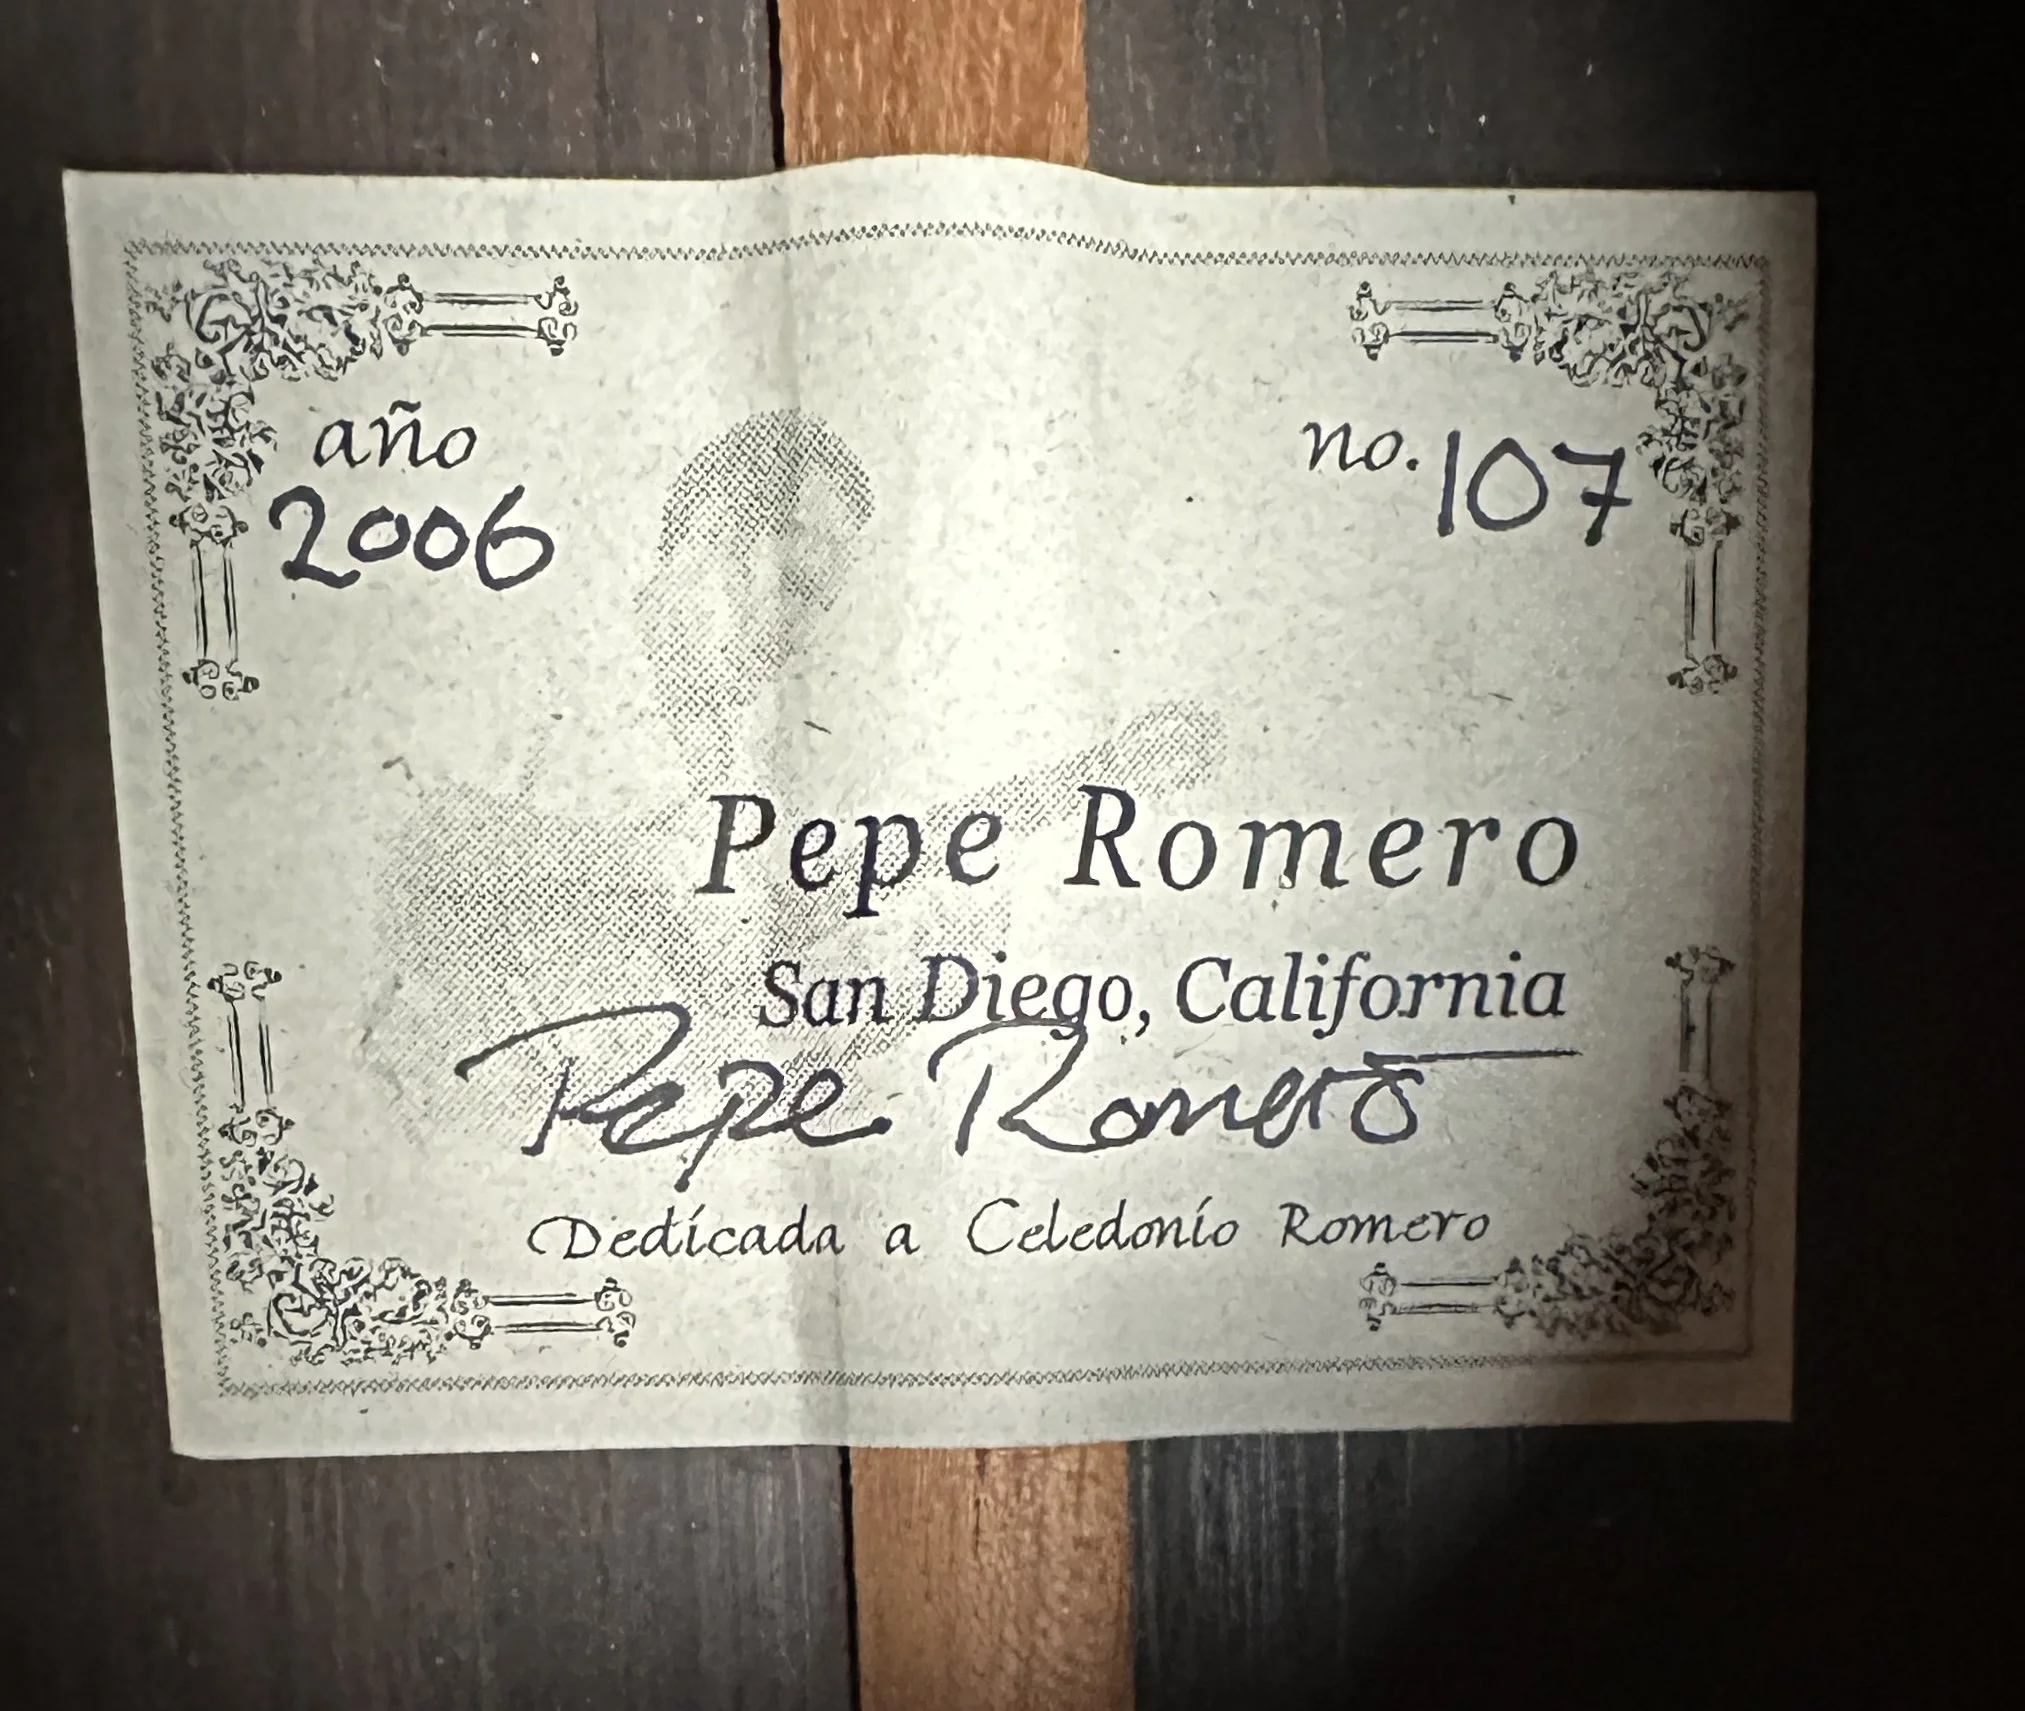 año
2006
no. 107
Pepe Romero
San Diego, California
Pepe Romero
Dedicada a Celedonio Romero